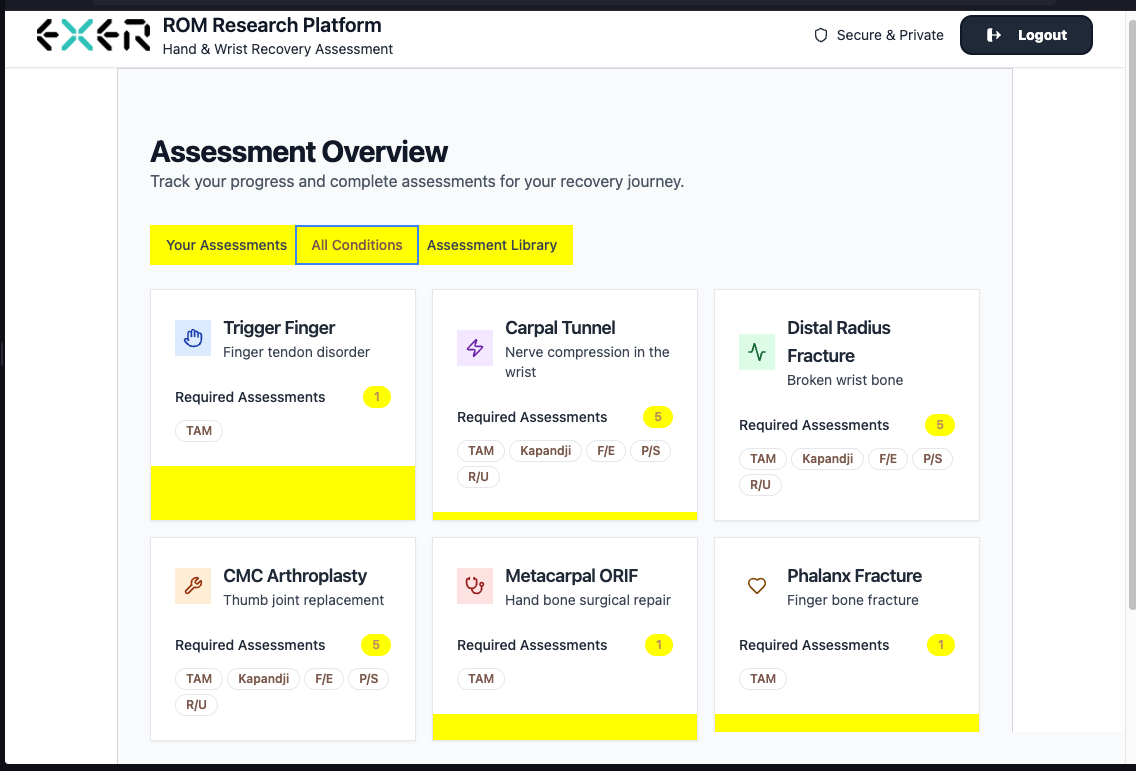 EXER
ROM Research Platform
Hand & Wrist Recovery Assessment
Secure & Private
Logout
Assessment Overview
Track your progress and complete assessments for your recovery journey.
Your Assessments
All Conditions
Assessment Library
Trigger Finger
Finger tendon disorder
Required Assessments
1
TAM
Carpal Tunnel
Nerve compression in the
wrist
Required Assessments
5
TAM
Kapandji
F/E
P/S
R/U
Distal Radius
Fracture
Broken wrist bone
Required Assessments
5
TAM
Kapandji
F/E
P/S
R/U
CMC Arthroplasty
Thumb joint replacement
Required Assessments
5
TAM
Kapandji
F/E
P/S
R/U
Metacarpal ORIF
Hand bone surgical repair
Required Assessments
1
TAM
Phalanx Fracture
Finger bone fracture
Required Assessments
1
TAM